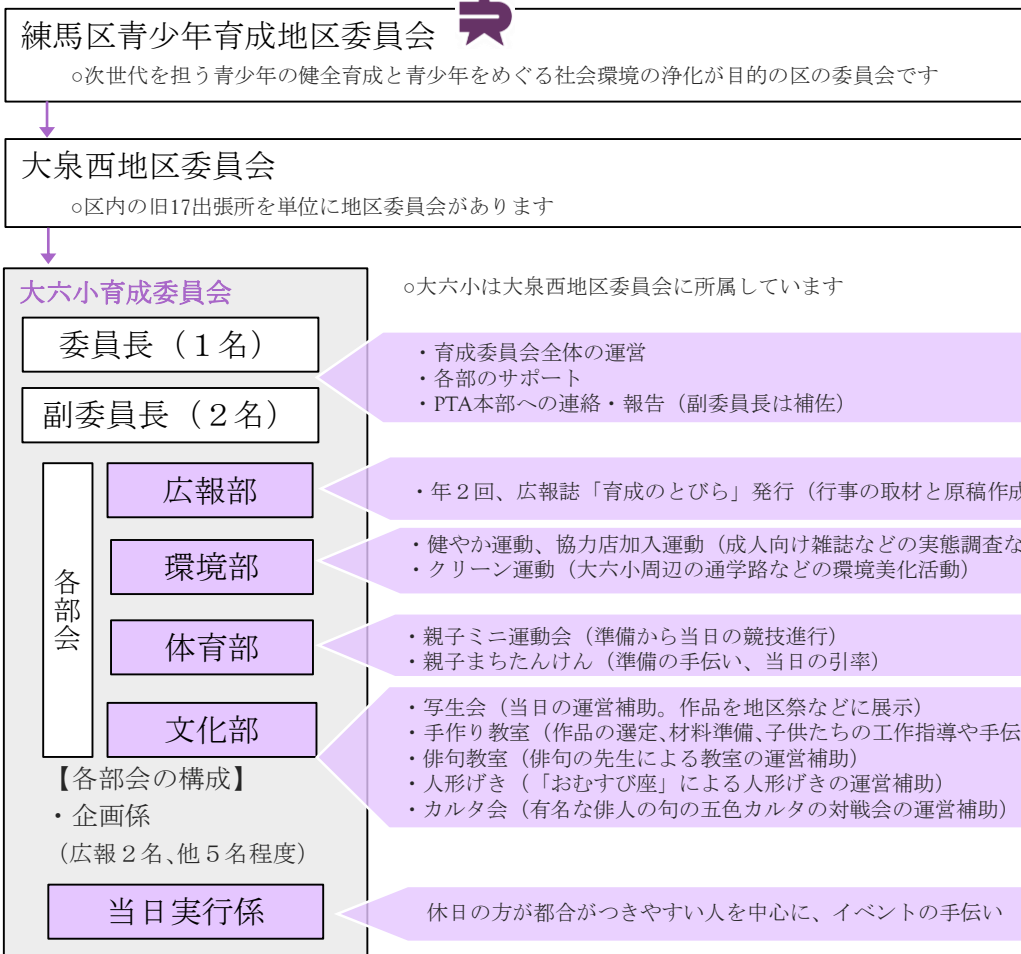 練馬区青少年育成地区委員会
○次世代を担う青少年の健全育成と青少年をめぐる社会環境の浄化が目的の区の委員会です
大泉西地区委員会
○区内の旧17出張所を単位に地区委員会があります
大六小育成委員会
○大六小は大泉西地区委員会に所属しています
委員長（１名）
副委員長（２名）
・育成委員会全体の運営
・各部のサポート
・PTA本部への連絡・報告（副委員長は補佐）
各部会
広報部
・年２回、広報誌「育成のとびら」発行（行事の取材と原稿作成
環境部
・健やか運動、協力店加入運動（成人向け雑誌などの実態調査な
・クリーン運動（大六小周辺の通学路などの環境美化活動）
体育部
・親子ミニ運動会（準備から当日の競技進行）
・親子まちたんけん（準備の手伝い、当日の引率）
文化部
・写生会（当日の運営補助。作品を地区祭などに展示）
・手作り教室（作品の選定、材料準備、子供たちの工作指導や手伝
・俳句教室（俳句の先生による教室の運営補助）
・人形げき（「おむすび座」による人形げきの運営補助）
・カルタ会（有名な俳人の句の五色カルタの対戦会の運営補助）
【各部会の構成】
・企画係
（広報２名、他５名程度）
当日実行係
休日の方が都合がつきやすい人を中心に、イベントの手伝い